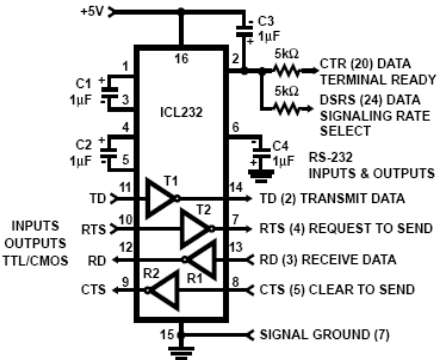 +5V
C3
1µF
16
1
2
5kΩ
CTR (20) DATA
TERMINAL READY
C1
1µF
3
ICL232
5kΩ
DSRS (24) DATA
SIGNALING RATE
SELECT
4
6
C2
1µF
5
C4
1µF
RS-232
INPUTS & OUTPUTS
T1
TD
11
14
TD (2) TRANSMIT DATA
T2
RTS
10
7
RTS (4) REQUEST TO SEND
INPUTS
OUTPUTS
TTL/CMOS
RD
12
13
RD (3) RECEIVE DATA
R2
R1
CTS
9
8
CTS (5) CLEAR TO SEND
15
SIGNAL GROUND (7)